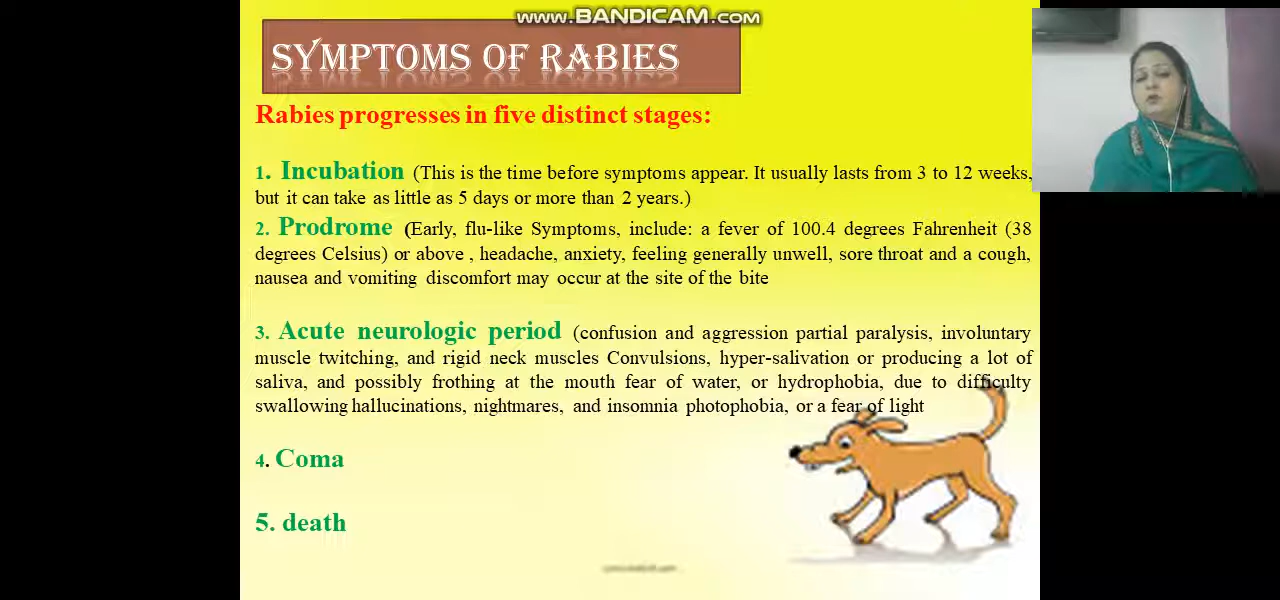 www.BANDICAM.com
SYMPTOMS OF RABIES
Rabies progresses in five distinct stages:
1. Incubation (This is the time before symptoms appear. It usually lasts from 3 to 12 weeks,
but it can take as little as 5 days or more than 2 years.)
2. Prodrome (Early, flu-like Symptoms, include: a fever of 100.4 degrees Fahrenheit (38
degrees Celsius) or above , headache, anxiety, feeling generally unwell, sore throat and a cough,
nausea and vomiting discomfort may occur at the site of the bite
3. Acute neurologic period (confusion and aggression partial paralysis, involuntary
muscle twitching, and rigid neck muscles Convulsions, hyper-salivation or producing a lot of
saliva, and possibly frothing at the mouth fear of water, or hydrophobia, due to difficulty
swallowing hallucinations, nightmares, and insomnia photophobia, or a fear of light
4. Coma
5. death